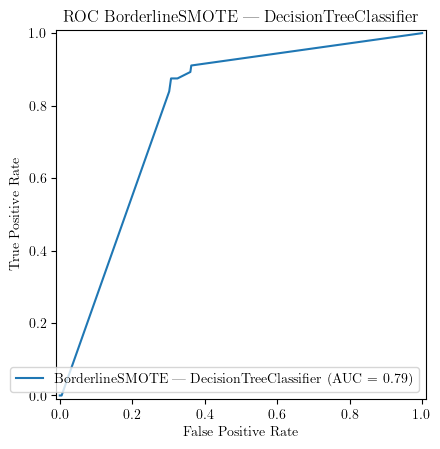 ROC BorderlineSMOTE — DecisionTreeClassifier
1.0
0.8
0.6
0.4
0.2
0.0
True Positive Rate
BorderlineSMOTE — DecisionTreeClassifier (AUC = 0.79)
0.0 0.2 0.4 0.6 0.8 1.0
False Positive Rate